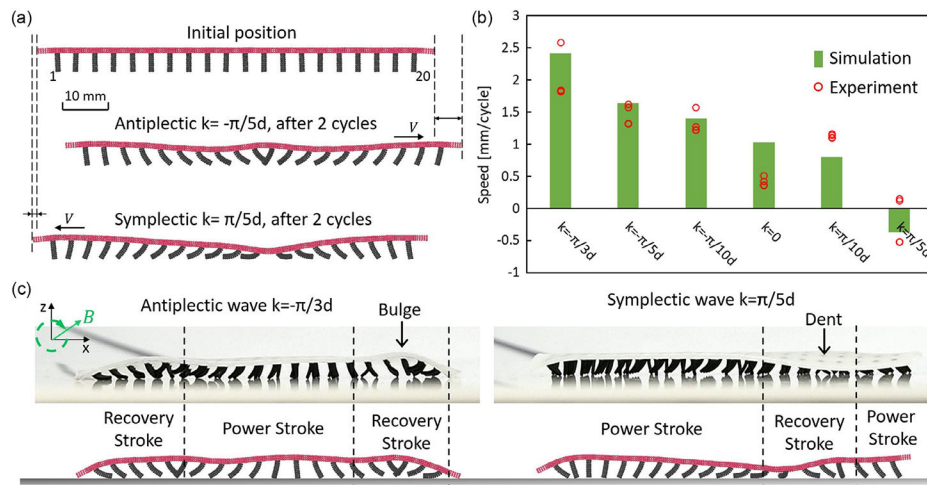 (a)
Initial position
1
20
10 mm
Antiplectic k= -π/5d, after 2 cycles
V
Symplectic k= π/5d, after 2 cycles
V
(b)
Speed [mm/cycle]
2.5
2
1.5
1
0.5
0
-0.5
-1
Simulation
Experiment
k=-π/3d
k=-π/5d
k=-π/10d
k=0
k=π/10d
k=π/5d
(c)
z
B
x
Antiplectic wave k=-π/3d
Bulge
Recovery
Stroke
Power Stroke
Recovery
Stroke
Symplectic wave k=π/5d
Dent
Power Stroke
Recovery
Stroke
Power
Stroke